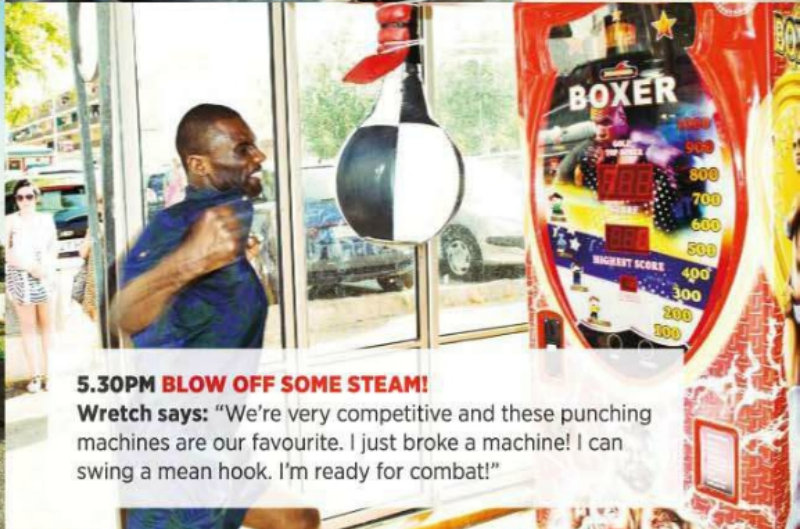 BOXER
1000
900
800
700
600
500
400
300
200
100
HIGHEST SCORE
5.30PM BLOW OFF SOME STEAM!
Wretch says: “We’re very competitive and these punching
machines are our favourite. I just broke a machine! I can
swing a mean hook. I’m ready for combat!”